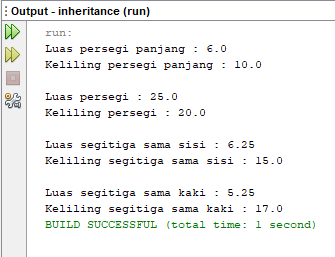 Output - inheritance (run)
run:
Luas persegi panjang : 6.0
Keliling persegi panjang : 10.0
Luas persegi : 25.0
Keliling persegi : 20.0
Luas segitiga sama sisi : 6.25
Keliling segitiga sama sisi : 15.0
Luas segitiga sama kaki : 5.25
Keliling segitiga sama kaki : 17.0
BUILD SUCCESSFUL (total time: 1 second)